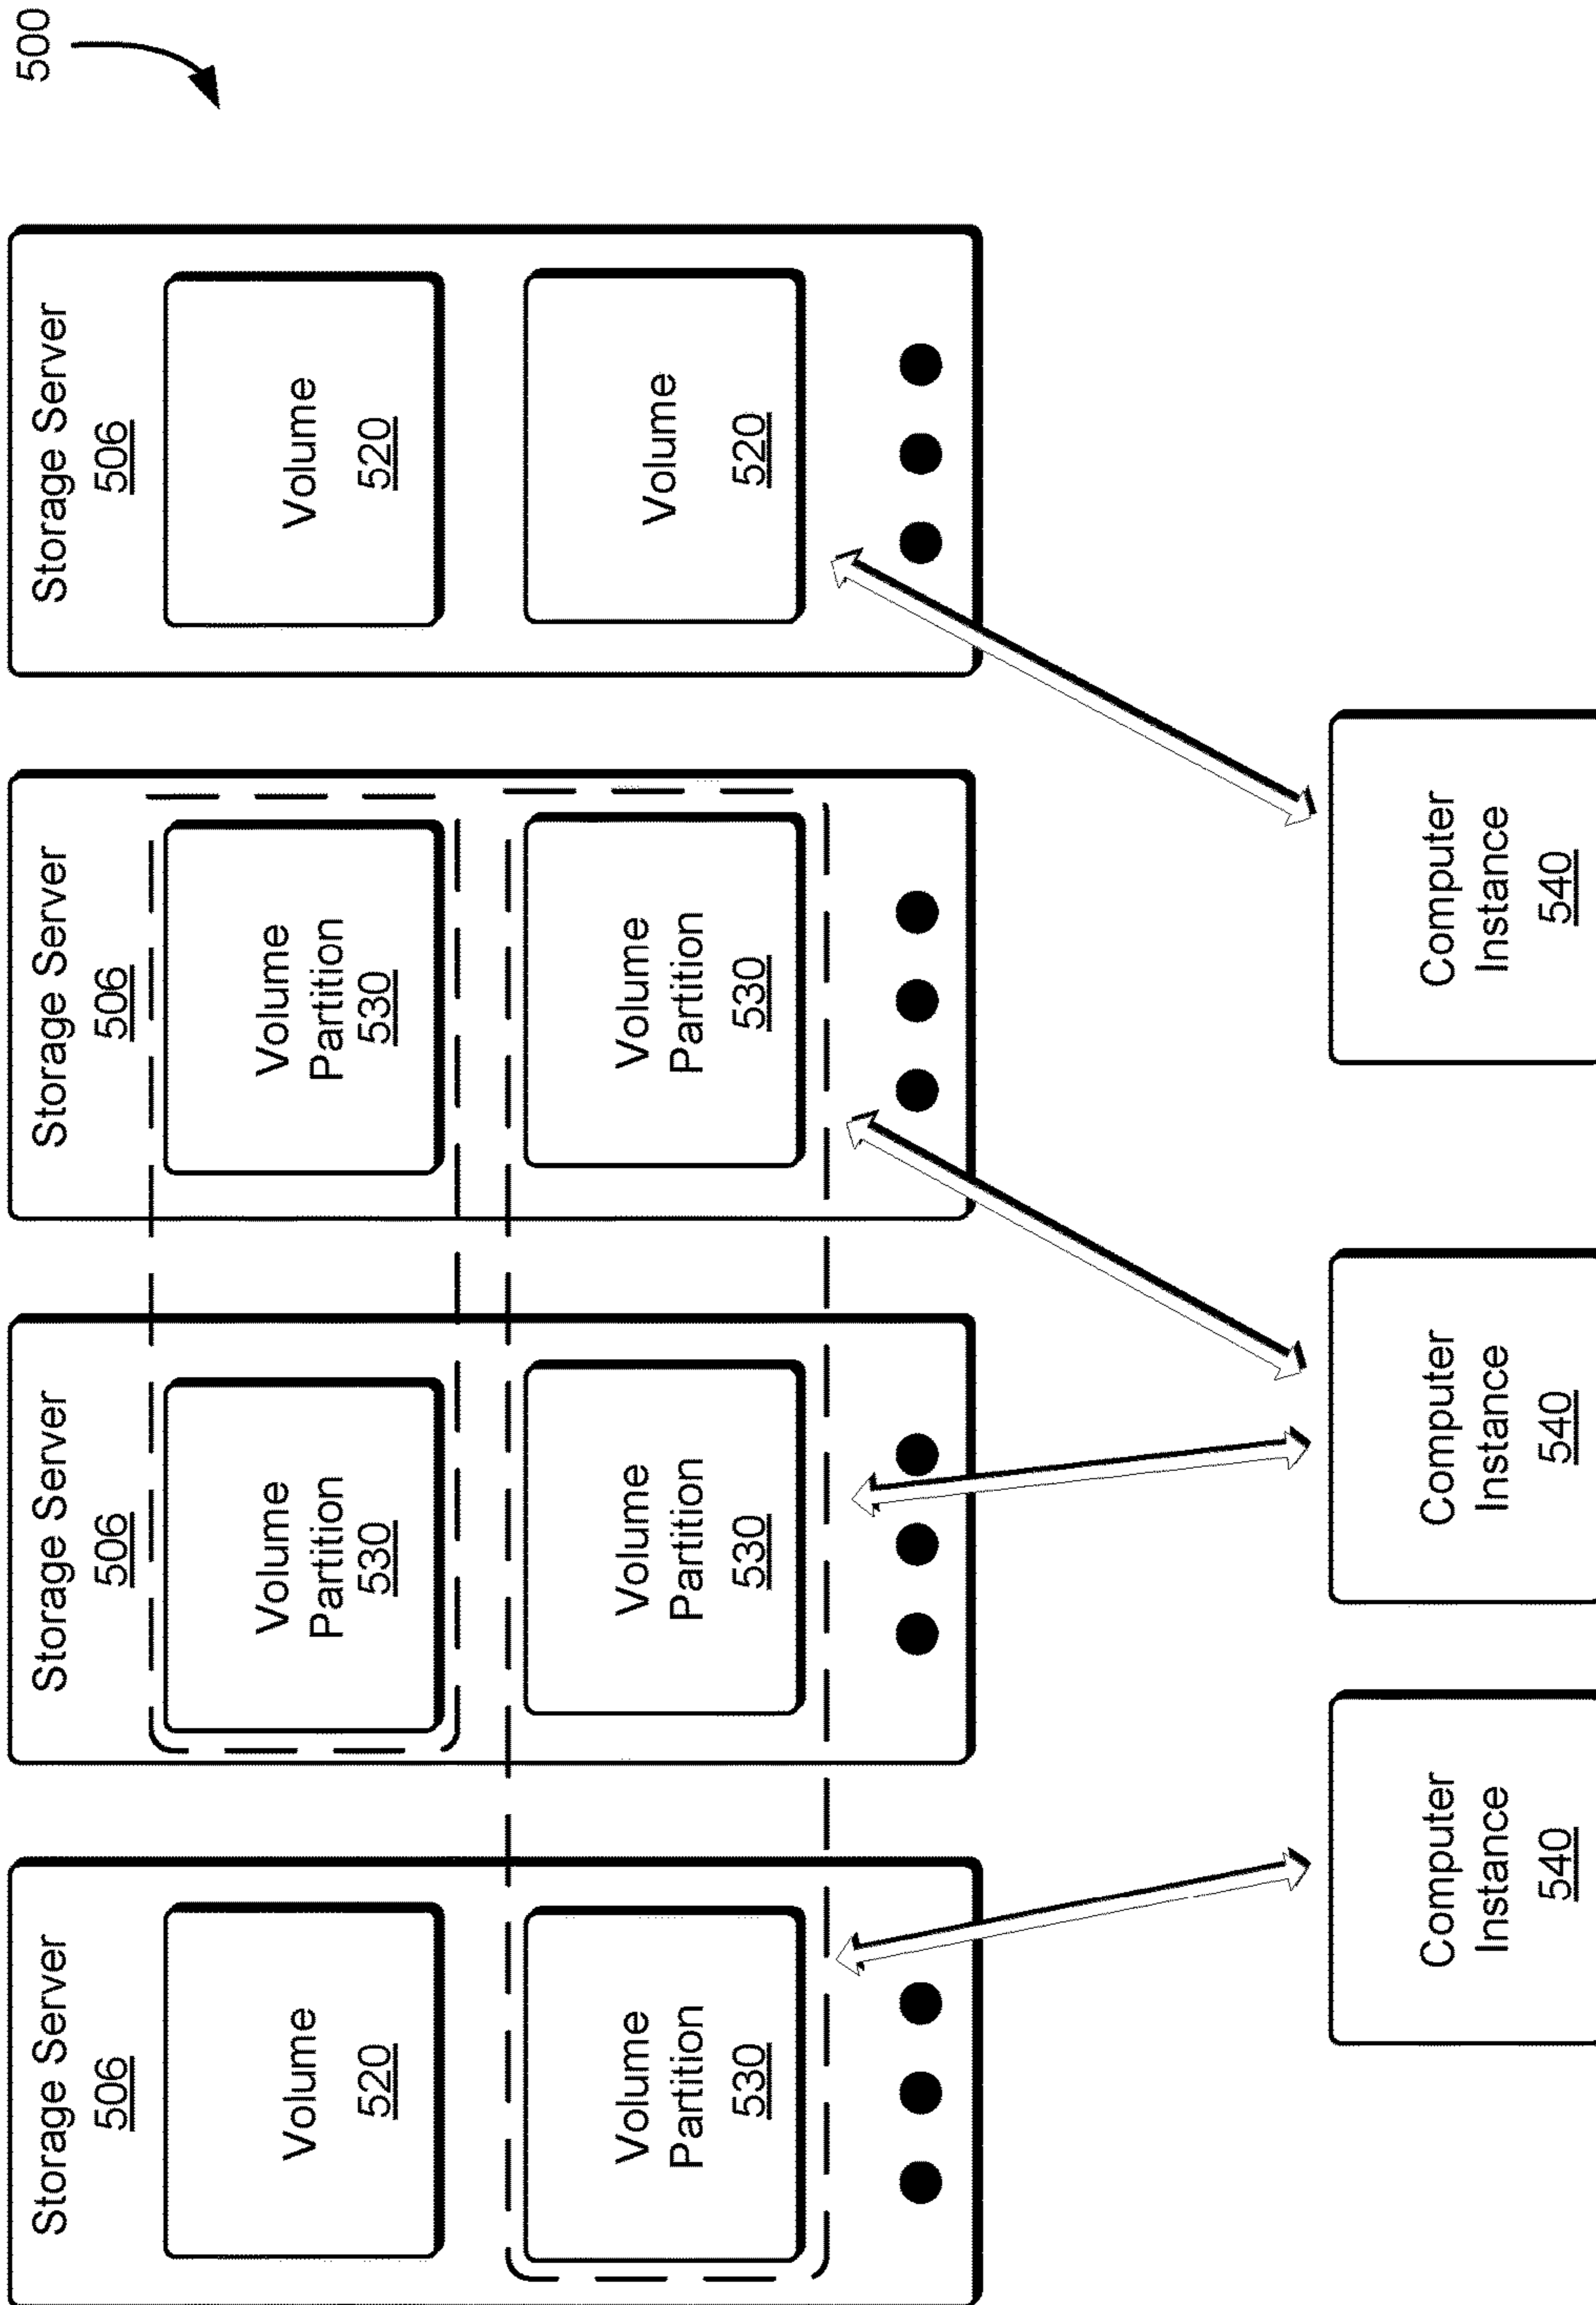 500
Storage Server
506
Volume
520
Volume
Partition
530
Storage Server
506
Volume
Partition
530
Volume
Partition
530
Storage Server
506
Volume
Partition
530
Volume
Partition
530
Storage Server
506
Volume
520
Volume
520
Computer
Instance
540
Computer
Instance
540
Computer
Instance
540